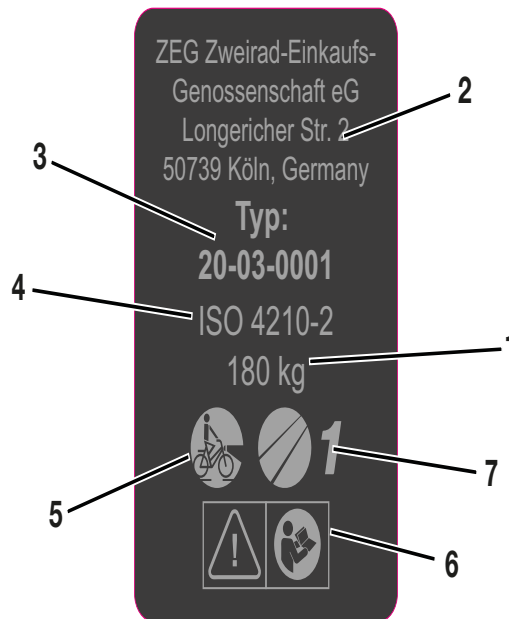 ZEG Zweirad-Einkaufs-
Genossenschaft eG
2
Longericher Str. 2
3
50739 Köln, Germany
Typ:
20-03-0001
4
ISO 4210-2
180 kg
1
7
5
6